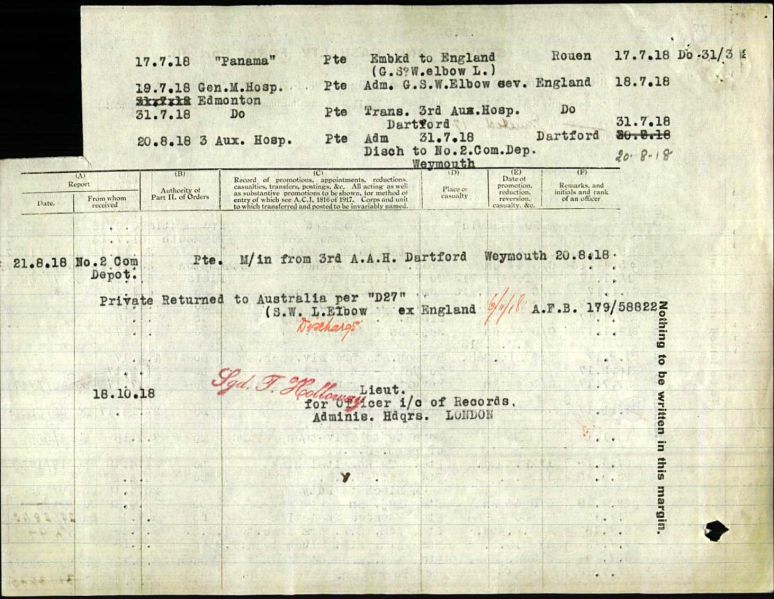 17.7.18 "Panama" Pte Embkd to England Rouen 17.7.18 Do 31/3
(G.S.W.elbow L.)
19.7.18 Gen.M.Hosp. Pte Adm. G.S.W.Elbow sev. England 18.7.18
31.7.18 Edmonton
31.7.18 Do Pte Trans. 3rd Aux.Hosp. Do 31.7.18
Dartford
20.8.18 3 Aux. Hosp. Pte Adm 31.7.18 Dartford 30.8.18
Disch to No.2.Com.Dep. 20.8.18
Weymouth
(A) (B) (C) (D) (E) (F)
Report
Date.
From whom received
Authority of Part II. of Orders
Record of promotions, appointments, reductions,
casualties, transfers, postings, &c. All acting as well
as substantive promotions to be shown, for method of
entry of which see A.C.I. 1816 of 1917. Corps and unit
to which transferred and posted to be invariably named.
Place of casualty
Date of promotion, reduction, reversion, casualty, &c.
Remarks, and initials and rank of an officer
21.8.18 No.2 Com Pte. M/in from 3rd A.A.H. Dartford Weymouth 20.8.18.
Depot.
Private Returned to Australia per "D27"
(S.W. L.Elbow ex England A.F.B. 179/58822
Discharge
18.10.18 Sgd. F. Holloway Lieut.
for Officer i/c of Records,
Adminis. Hdqrs. LONDON
Nothing to be written in this margin.